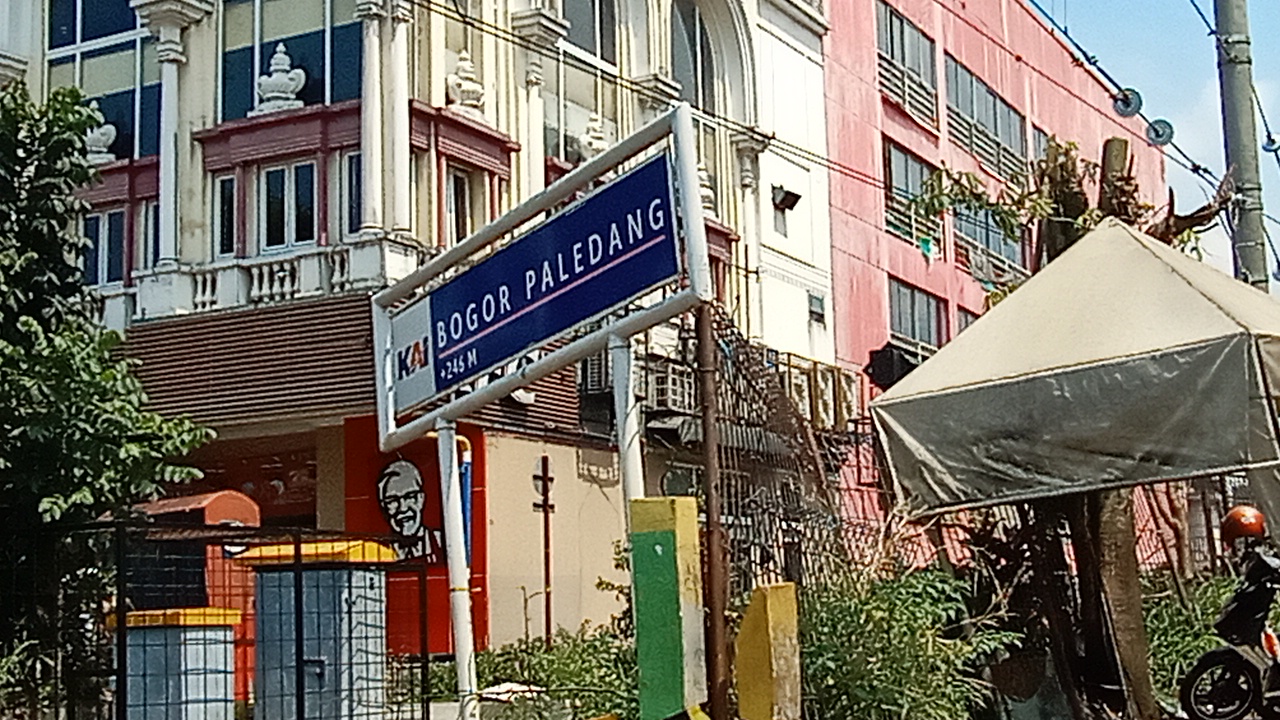 BOGOR PALEDANG
KAI
+246 M